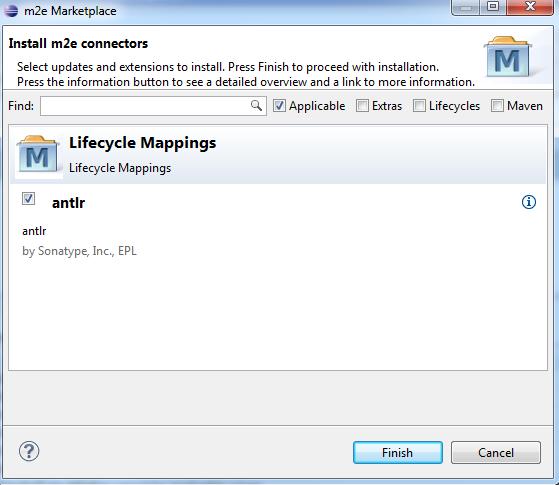 m2e Marketplace
Install m2e connectors
Select updates and extensions to install. Press Finish to proceed with installation.
Press the information button to see a detailed overview and a link to more information.
Find: Applicable Extras Lifecycles Maven
M
M
Lifecycle Mappings
Lifecycle Mappings
antlr
antlr
by Sonatype, Inc., EPL
? Finish Cancel